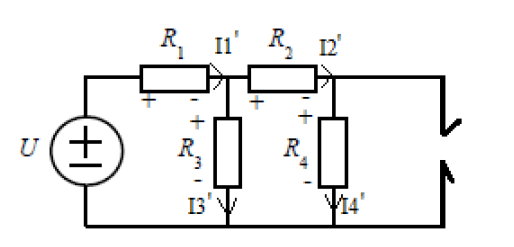 R1 I1' R2 I2'
+ - + -
+ +
U + R3 R4
- -
I3' I4'